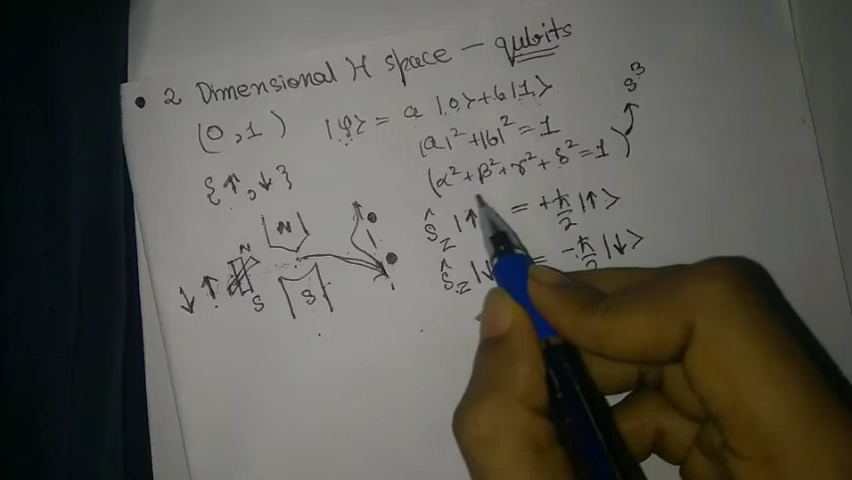 • 2 Dimensional H space – qubits
(0,1) |φ> = a |0>+b|1>
|a|²+|b|² = 1
(α²+β²+γ²+δ²=1) S³
{↑,↓}
Ŝz |↑ = +ħ/2 |↑>
Ŝz |↓ = -ħ/2 |↓>
N
N
↓ ↑
S
S